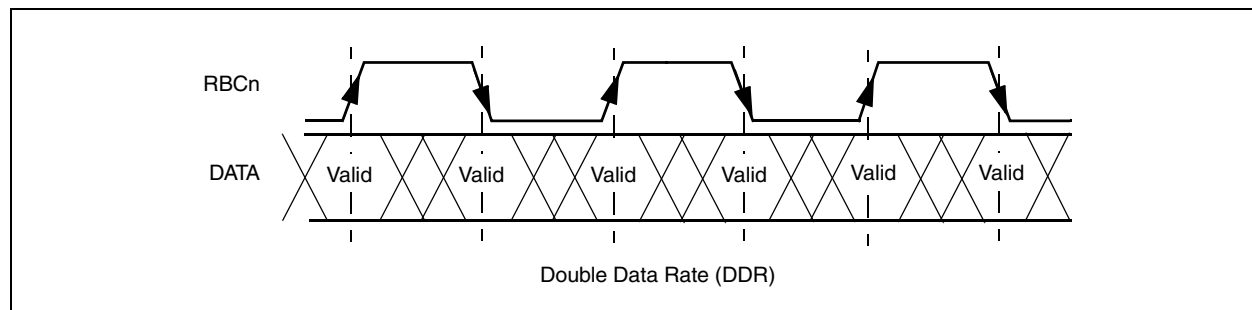 RBCn
DATA
Valid Valid Valid Valid Valid Valid
Double Data Rate (DDR)